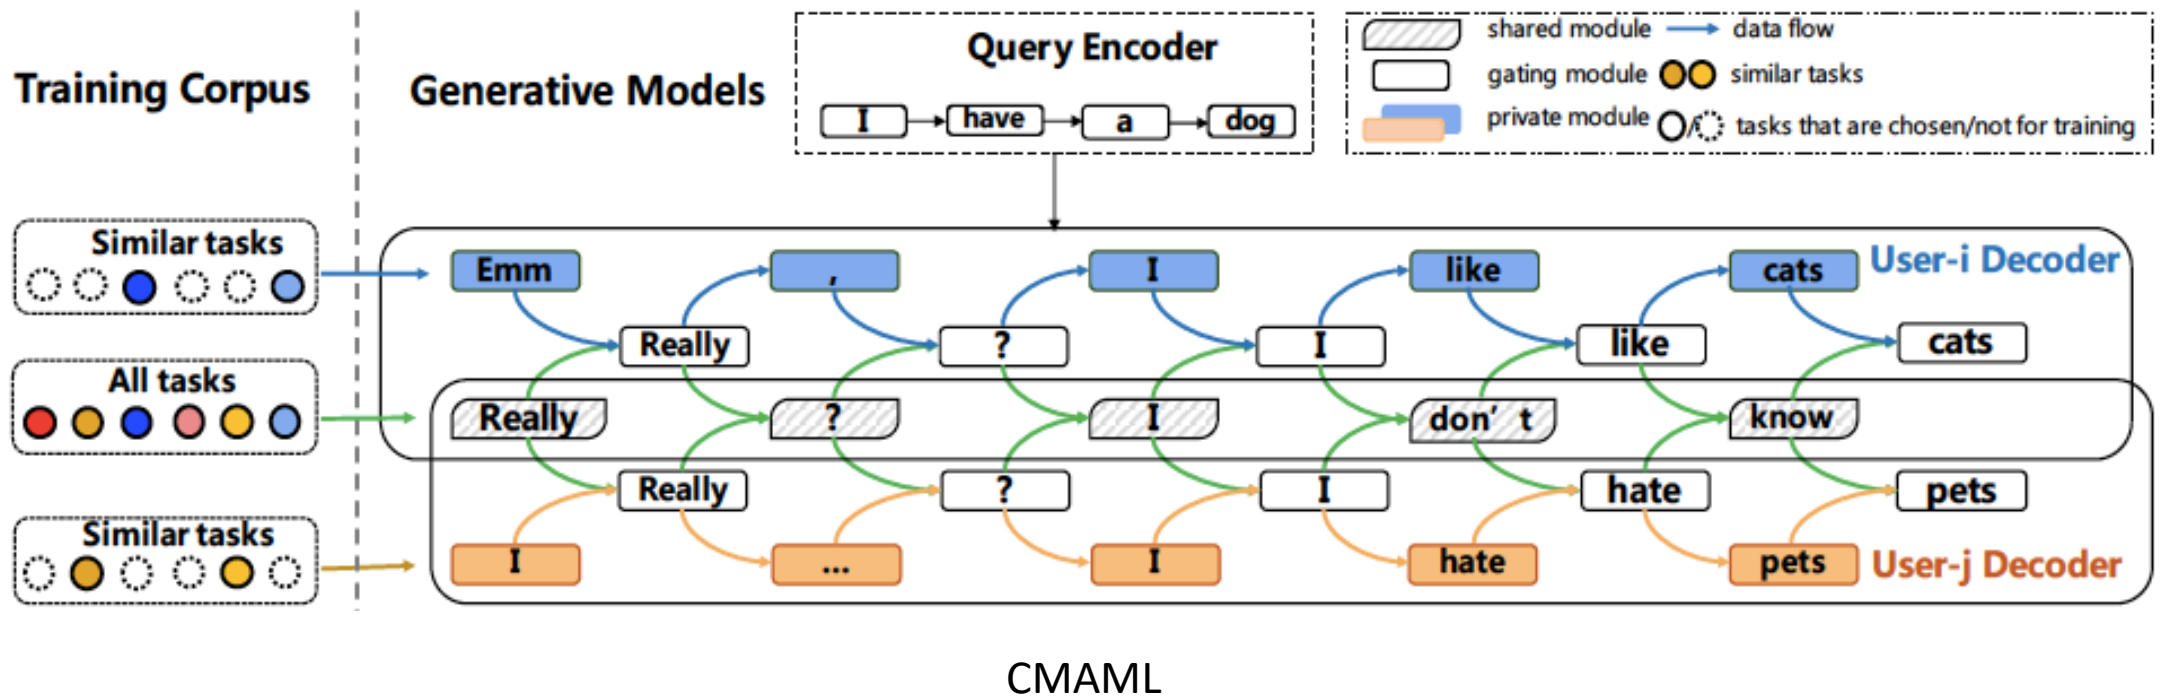 Training Corpus
Generative Models
Query Encoder
I have a dog
shared module data flow
gating module similar tasks
private module / tasks that are chosen/not for training
Similar tasks
All tasks
Similar tasks
Emm , I like cats User-i Decoder
Really ? I like cats
Really ? I don't know
Really ? I hate pets
I ... I hate pets User-j Decoder
CMAML